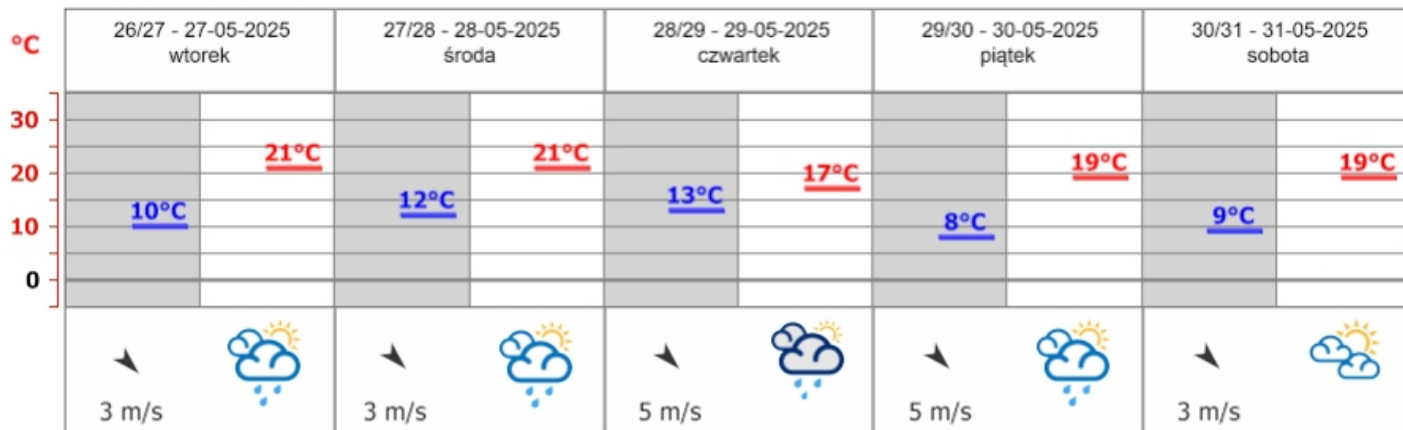 °C
26/27 - 27-05-2025
wtorek
27/28 - 28-05-2025
środa
28/29 - 29-05-2025
czwartek
29/30 - 30-05-2025
piątek
30/31 - 31-05-2025
sobota
30
20
10
0
10°C
21°C
12°C
21°C
13°C
17°C
8°C
19°C
9°C
19°C
3 m/s
3 m/s
5 m/s
5 m/s
3 m/s